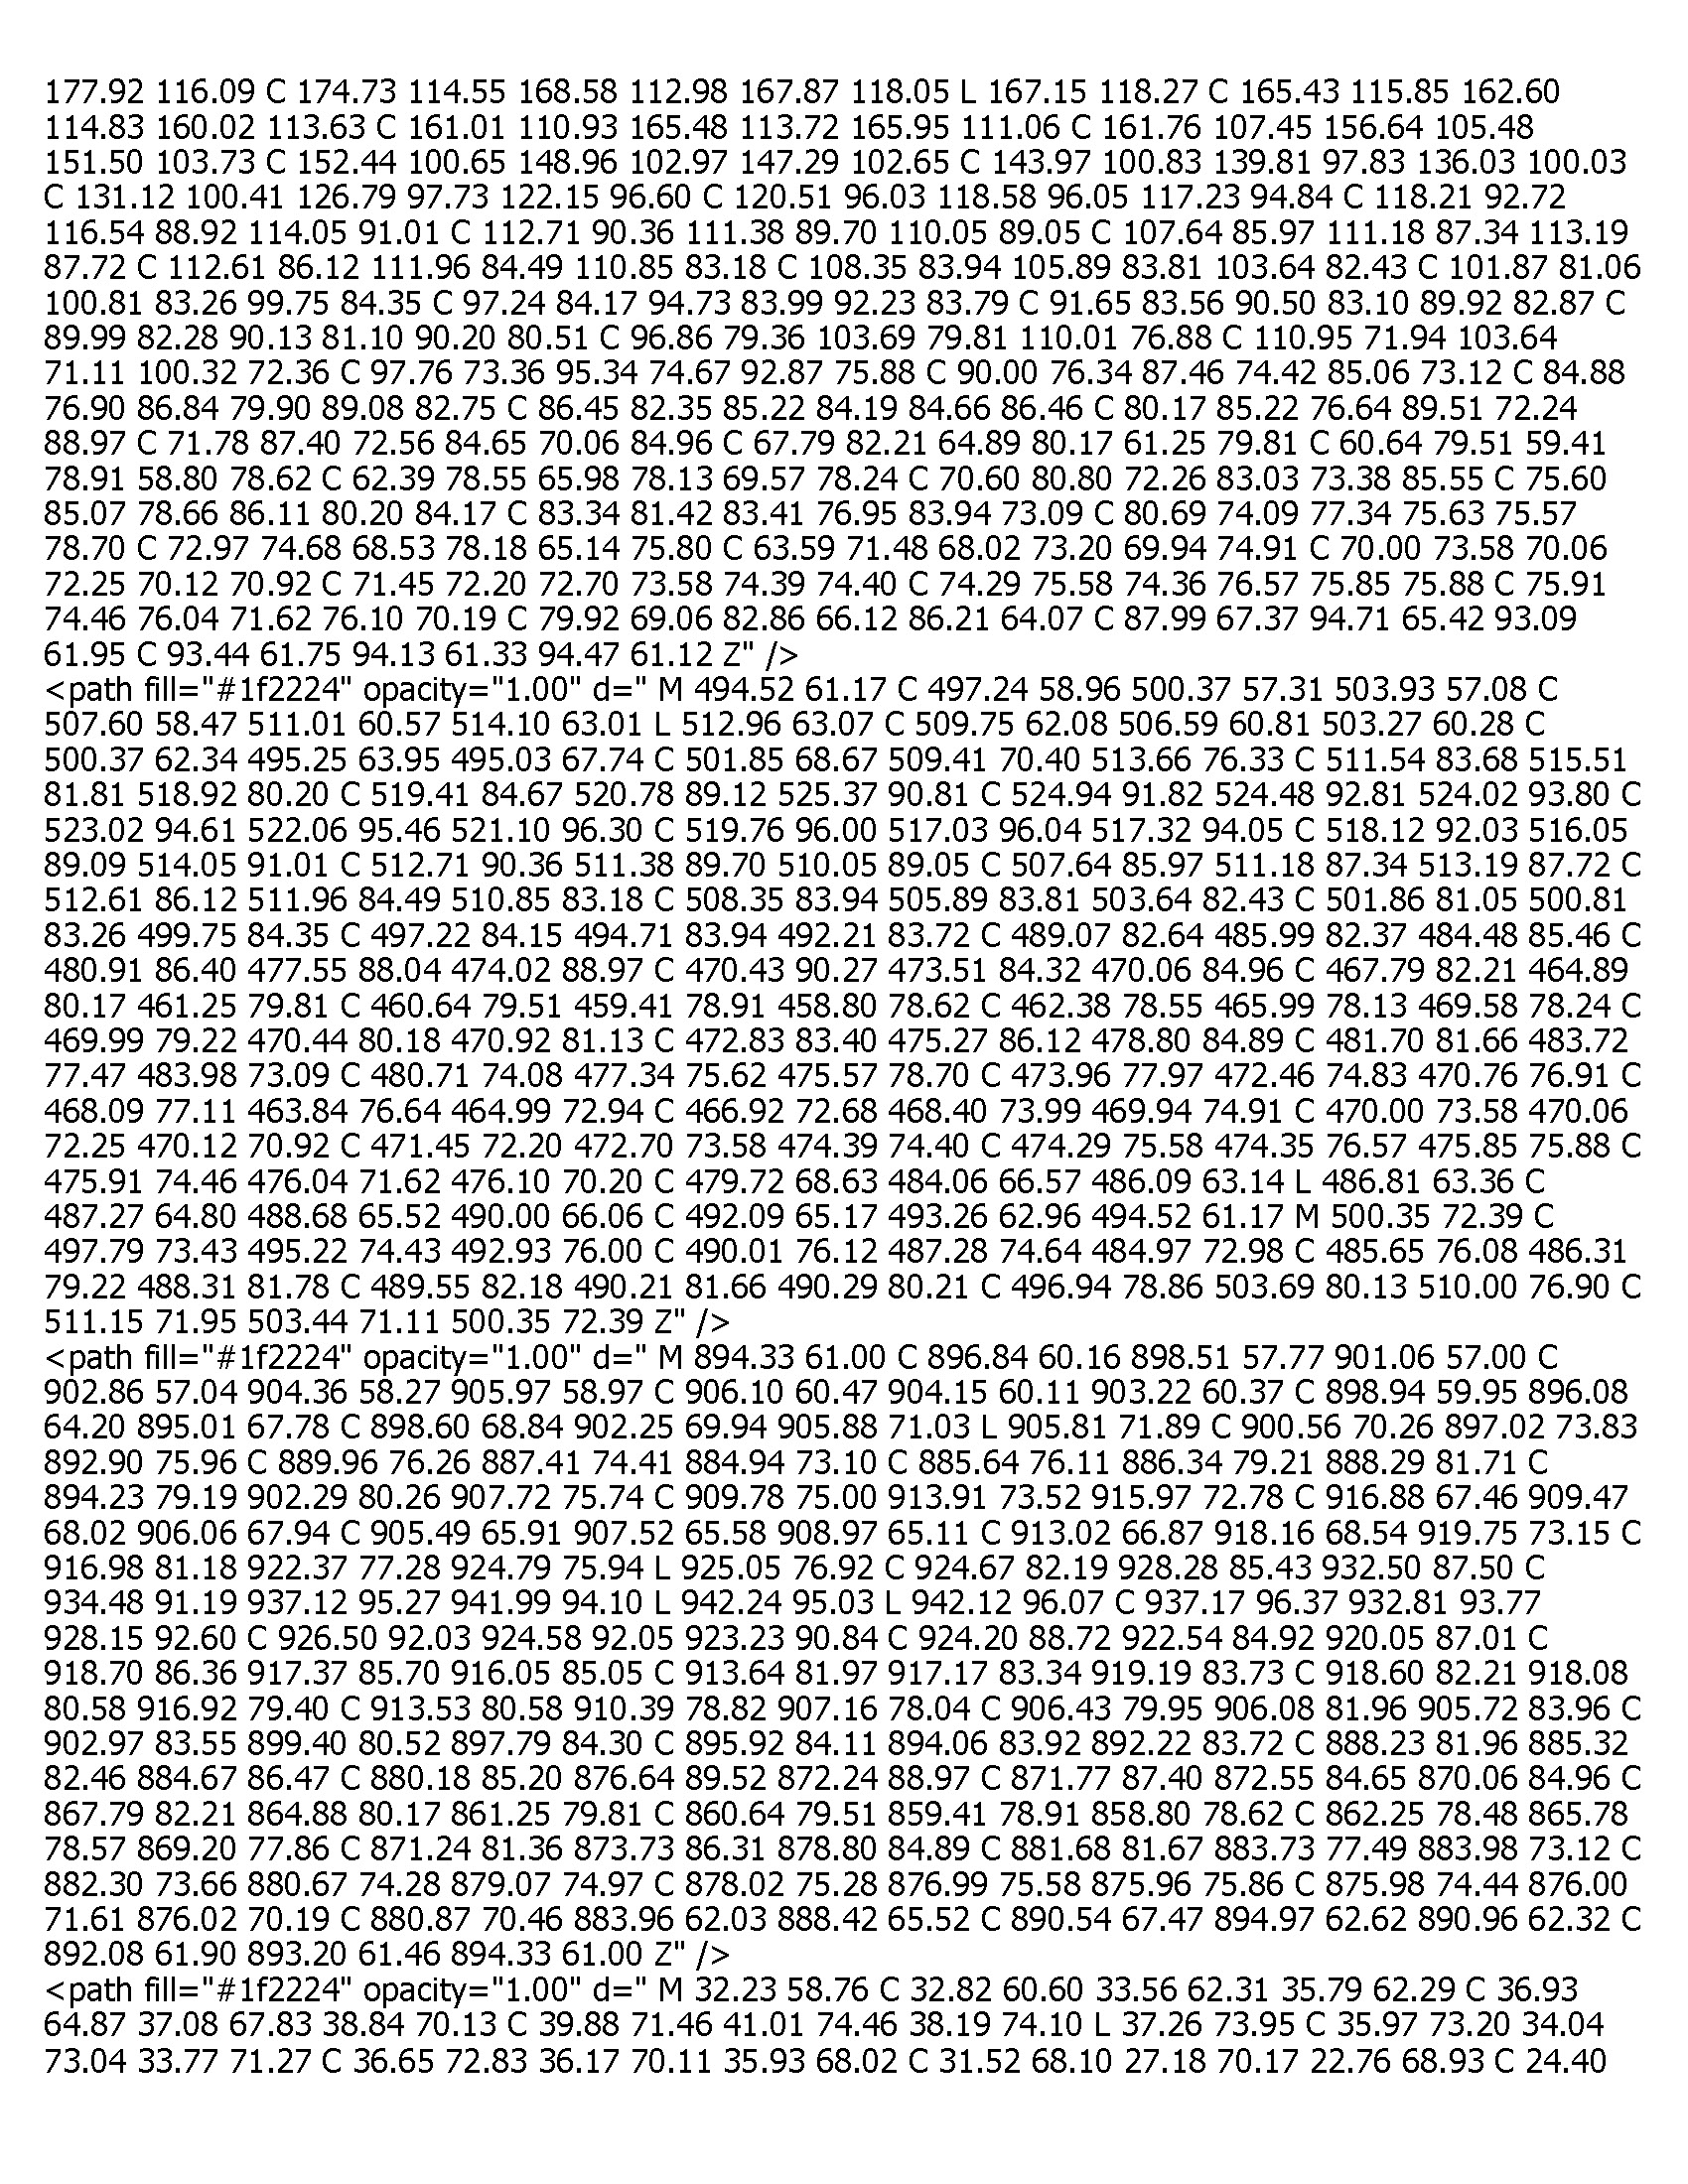 177.92 116.09 C 174.73 114.55 168.58 112.98 167.87 118.05 L 167.15 118.27 C 165.43 115.85 162.60
114.83 160.02 113.63 C 161.01 110.93 165.48 113.72 165.95 111.06 C 161.76 107.45 156.64 105.48
151.50 103.73 C 152.44 100.65 148.96 102.97 147.29 102.65 C 143.97 100.83 139.81 97.83 136.03 100.03
C 131.12 100.41 126.79 97.73 122.15 96.60 C 120.51 96.03 118.58 96.05 117.23 94.84 C 118.21 92.72
116.54 88.92 114.05 91.01 C 112.71 90.36 111.38 89.70 110.05 89.05 C 107.64 85.97 111.18 87.34 113.19
87.72 C 112.61 86.12 111.96 84.49 110.85 83.18 C 108.35 83.94 105.89 83.81 103.64 82.43 C 101.87 81.06
100.81 83.26 99.75 84.35 C 97.24 84.17 94.73 83.99 92.23 83.79 C 91.65 83.56 90.50 83.10 89.92 82.87 C
89.99 82.28 90.13 81.10 90.20 80.51 C 96.86 79.36 103.69 79.81 110.01 76.88 C 110.95 71.94 103.64
71.11 100.32 72.36 C 97.76 73.36 95.34 74.67 92.87 75.88 C 90.00 76.34 87.46 74.42 85.06 73.12 C 84.88
76.90 86.84 79.90 89.08 82.75 C 86.45 82.35 85.22 84.19 84.66 86.46 C 80.17 85.22 76.64 89.51 72.24
88.97 C 71.78 87.40 72.56 84.65 70.06 84.96 C 67.79 82.21 64.89 80.17 61.25 79.81 C 60.64 79.51 59.41
78.91 58.80 78.62 C 62.39 78.55 65.98 78.13 69.57 78.24 C 70.60 80.80 72.26 83.03 73.38 85.55 C 75.60
85.07 78.66 86.11 80.20 84.17 C 83.34 81.42 83.41 76.95 83.94 73.09 C 80.69 74.09 77.34 75.63 75.57
78.70 C 72.97 74.68 68.53 78.18 65.14 75.80 C 63.59 71.48 68.02 73.20 69.94 74.91 C 70.00 73.58 70.06
72.25 70.12 70.92 C 71.45 72.20 72.70 73.58 74.39 74.40 C 74.29 75.58 74.36 76.57 75.85 75.88 C 75.91
74.46 76.04 71.62 76.10 70.19 C 79.92 69.06 82.86 66.12 86.21 64.07 C 87.99 67.37 94.71 65.42 93.09
61.95 C 93.44 61.75 94.13 61.33 94.47 61.12 Z" />
<path fill="#1f2224" opacity="1.00" d=" M 494.52 61.17 C 497.24 58.96 500.37 57.31 503.93 57.08 C
507.60 58.47 511.01 60.57 514.10 63.01 L 512.96 63.07 C 509.75 62.08 506.59 60.81 503.27 60.28 C
500.37 62.34 495.25 63.95 495.03 67.74 C 501.85 68.67 509.41 70.40 513.66 76.33 C 511.54 83.68 515.51
81.81 518.92 80.20 C 519.41 84.67 520.78 89.12 525.37 90.81 C 524.94 91.82 524.48 92.81 524.02 93.80 C
523.02 94.61 522.06 95.46 521.10 96.30 C 519.76 96.00 517.03 96.04 517.32 94.05 C 518.12 92.03 516.05
89.09 514.05 91.01 C 512.71 90.36 511.38 89.70 510.05 89.05 C 507.64 85.97 511.18 87.34 513.19 87.72 C
512.61 86.12 511.96 84.49 510.85 83.18 C 508.35 83.94 505.89 83.81 503.64 82.43 C 501.86 81.05 500.81
83.26 499.75 84.35 C 497.22 84.15 494.71 83.94 492.21 83.72 C 489.07 82.64 485.99 82.37 484.48 85.46 C
480.91 86.40 477.55 88.04 474.02 88.97 C 470.43 90.27 473.51 84.32 470.06 84.96 C 467.79 82.21 464.89
80.17 461.25 79.81 C 460.64 79.51 459.41 78.91 458.80 78.62 C 462.38 78.55 465.99 78.13 469.58 78.24 C
469.99 79.22 470.44 80.18 470.92 81.13 C 472.83 83.40 475.27 86.12 478.80 84.89 C 481.70 81.66 483.72
77.47 483.98 73.09 C 480.71 74.08 477.34 75.62 475.57 78.70 C 473.96 77.97 472.46 74.83 470.76 76.91 C
468.09 77.11 463.84 76.64 464.99 72.94 C 466.92 72.68 468.40 73.99 469.94 74.91 C 470.00 73.58 470.06
72.25 470.12 70.92 C 471.45 72.20 472.70 73.58 474.39 74.40 C 474.29 75.58 474.35 76.57 475.85 75.88 C
475.91 74.46 476.04 71.62 476.10 70.20 C 479.72 68.63 484.06 66.57 486.09 63.14 L 486.81 63.36 C
487.27 64.80 488.68 65.52 490.00 66.06 C 492.09 65.17 493.26 62.96 494.52 61.17 M 500.35 72.39 C
497.79 73.43 495.22 74.43 492.93 76.00 C 490.01 76.12 487.28 74.64 484.97 72.98 C 485.65 76.08 486.31
79.22 488.31 81.78 C 489.55 82.18 490.21 81.66 490.29 80.21 C 496.94 78.86 503.69 80.13 510.00 76.90 C
511.15 71.95 503.44 71.11 500.35 72.39 Z" />
<path fill="#1f2224" opacity="1.00" d=" M 894.33 61.00 C 896.84 60.16 898.51 57.77 901.06 57.00 C
902.86 57.04 904.36 58.27 905.97 58.97 C 906.10 60.47 904.15 60.11 903.22 60.37 C 898.94 59.95 896.08
64.20 895.01 67.78 C 898.60 68.84 902.25 69.94 905.88 71.03 L 905.81 71.89 C 900.56 70.26 897.02 73.83
892.90 75.96 C 889.96 76.26 887.41 74.41 884.94 73.10 C 885.64 76.11 886.34 79.21 888.29 81.71 C
894.23 79.19 902.29 80.26 907.72 75.74 C 909.78 75.00 913.91 73.52 915.97 72.78 C 916.88 67.46 909.47
68.02 906.06 67.94 C 905.49 65.91 907.52 65.58 908.97 65.11 C 913.02 66.87 918.16 68.54 919.75 73.15 C
916.98 81.18 922.37 77.28 924.79 75.94 L 925.05 76.92 C 924.67 82.19 928.28 85.43 932.50 87.50 C
934.48 91.19 937.12 95.27 941.99 94.10 L 942.24 95.03 L 942.12 96.07 C 937.17 96.37 932.81 93.77
928.15 92.60 C 926.50 92.03 924.58 92.05 923.23 90.84 C 924.20 88.72 922.54 84.92 920.05 87.01 C
918.70 86.36 917.37 85.70 916.05 85.05 C 913.64 81.97 917.17 83.34 919.19 83.73 C 918.60 82.21 918.08
80.58 916.92 79.40 C 913.53 80.58 910.39 78.82 907.16 78.04 C 906.43 79.95 906.08 81.96 905.72 83.96 C
902.97 83.55 899.40 80.52 897.79 84.30 C 895.92 84.11 894.06 83.92 892.22 83.72 C 888.23 81.96 885.32
82.46 884.67 86.47 C 880.18 85.20 876.64 89.52 872.24 88.97 C 871.77 87.40 872.55 84.65 870.06 84.96 C
867.79 82.21 864.88 80.17 861.25 79.81 C 860.64 79.51 859.41 78.91 858.80 78.62 C 862.25 78.48 865.78
78.57 869.20 77.86 C 871.24 81.36 873.73 86.31 878.80 84.89 C 881.68 81.67 883.73 77.49 883.98 73.12 C
882.30 73.66 880.67 74.28 879.07 74.97 C 878.02 75.28 876.99 75.58 875.96 75.86 C 875.98 74.44 876.00
71.61 876.02 70.19 C 880.87 70.46 883.96 62.03 888.42 65.52 C 890.54 67.47 894.97 62.62 890.96 62.32 C
892.08 61.90 893.20 61.46 894.33 61.00 Z" />
<path fill="#1f2224" opacity="1.00" d=" M 32.23 58.76 C 32.82 60.60 33.56 62.31 35.79 62.29 C 36.93
64.87 37.08 67.83 38.84 70.13 C 39.88 71.46 41.01 74.46 38.19 74.10 L 37.26 73.95 C 35.97 73.20 34.04
73.04 33.77 71.27 C 36.65 72.83 36.17 70.11 35.93 68.02 C 31.52 68.10 27.18 70.17 22.76 68.93 C 24.40